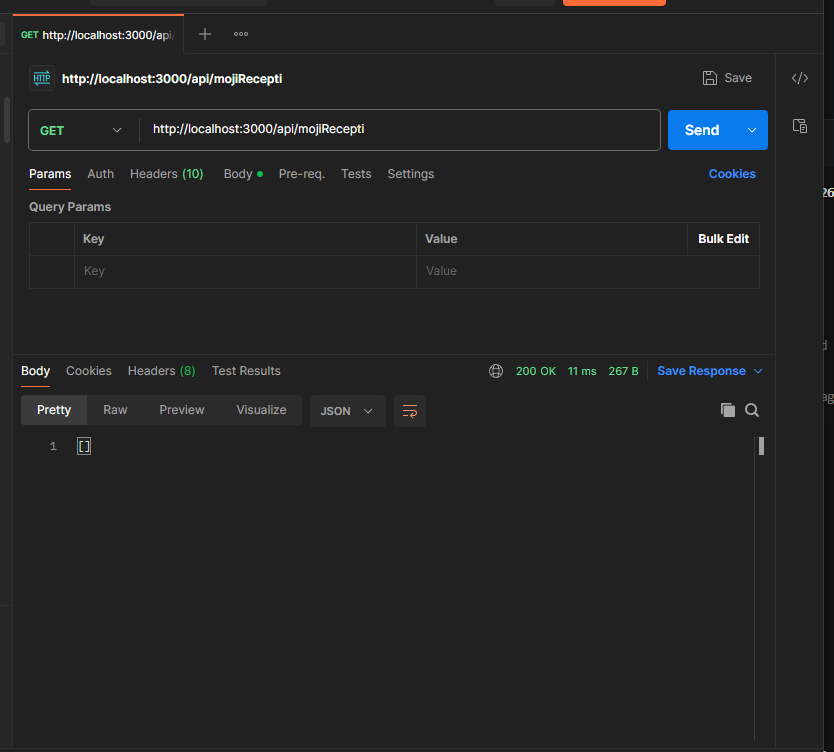 GET http://localhost:3000/api/
HTTP http://localhost:3000/api/mojiRecepti Save
GET http://localhost:3000/api/mojiRecepti Send
Params Auth Headers (10) Body Pre-req. Tests Settings Cookies
Query Params
Key Value Bulk Edit
Key Value
Body Cookies Headers (8) Test Results 200 OK 11 ms 267 B Save Response
Pretty Raw Preview Visualize JSON
1 []
26